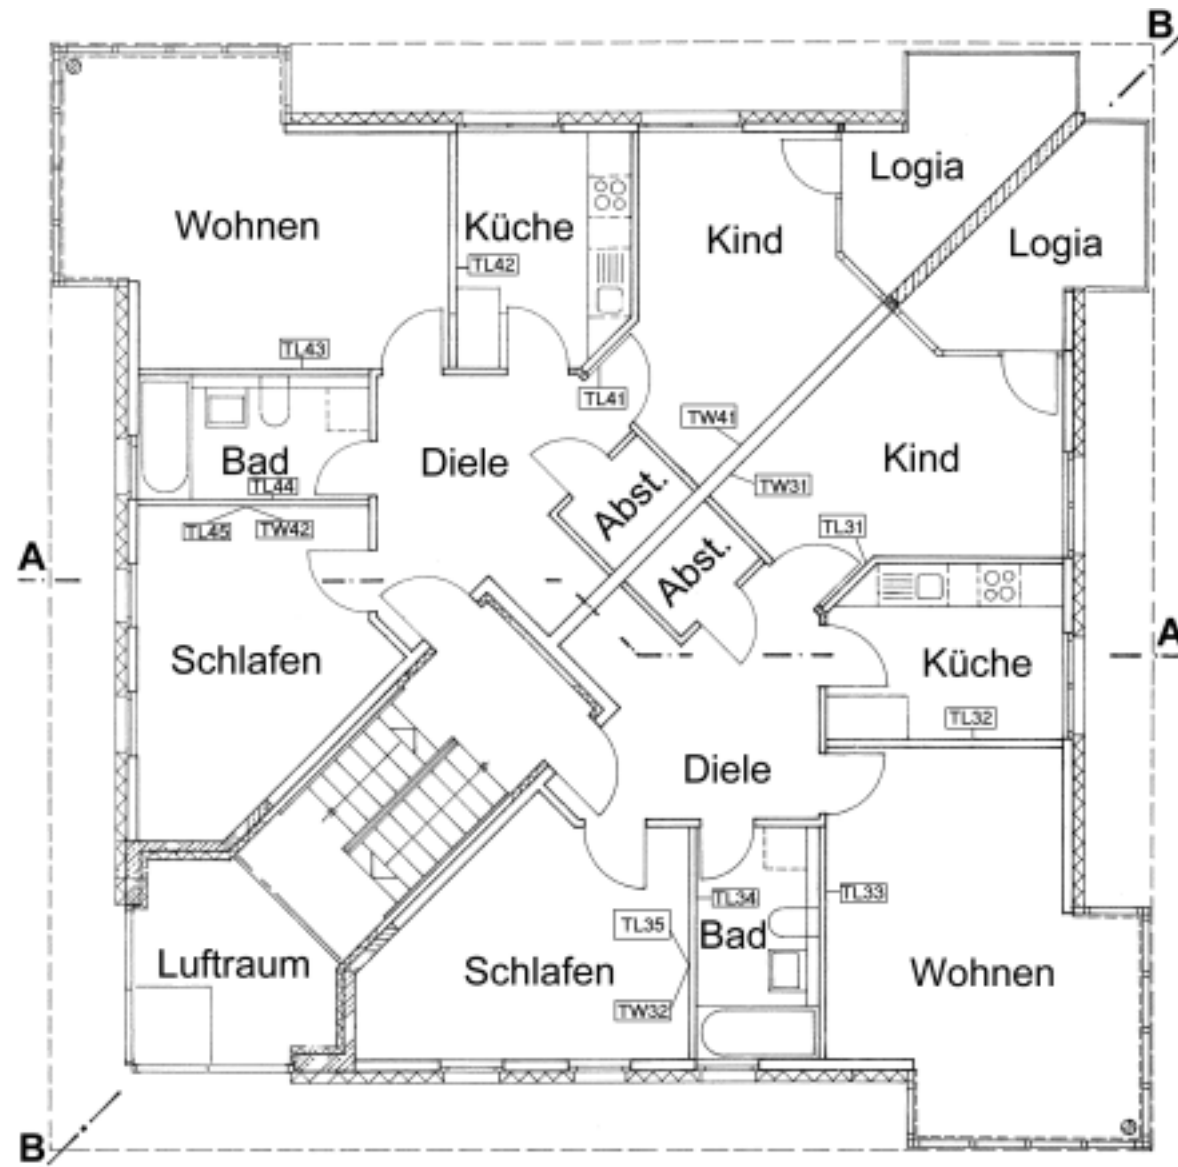 B
Logia
Wohnen
Küche
Kind
Logia
TL42
TL43
TL41
TW41
Bad
Diele
Kind
TL44
Abst.
TW31
TL45
TW42
TL31
A
Abst.
A
Schlafen
Küche
TL32
Diele
TL33
TL34
TL35
Bad
Luftraum
Schlafen
Wohnen
TW32
B